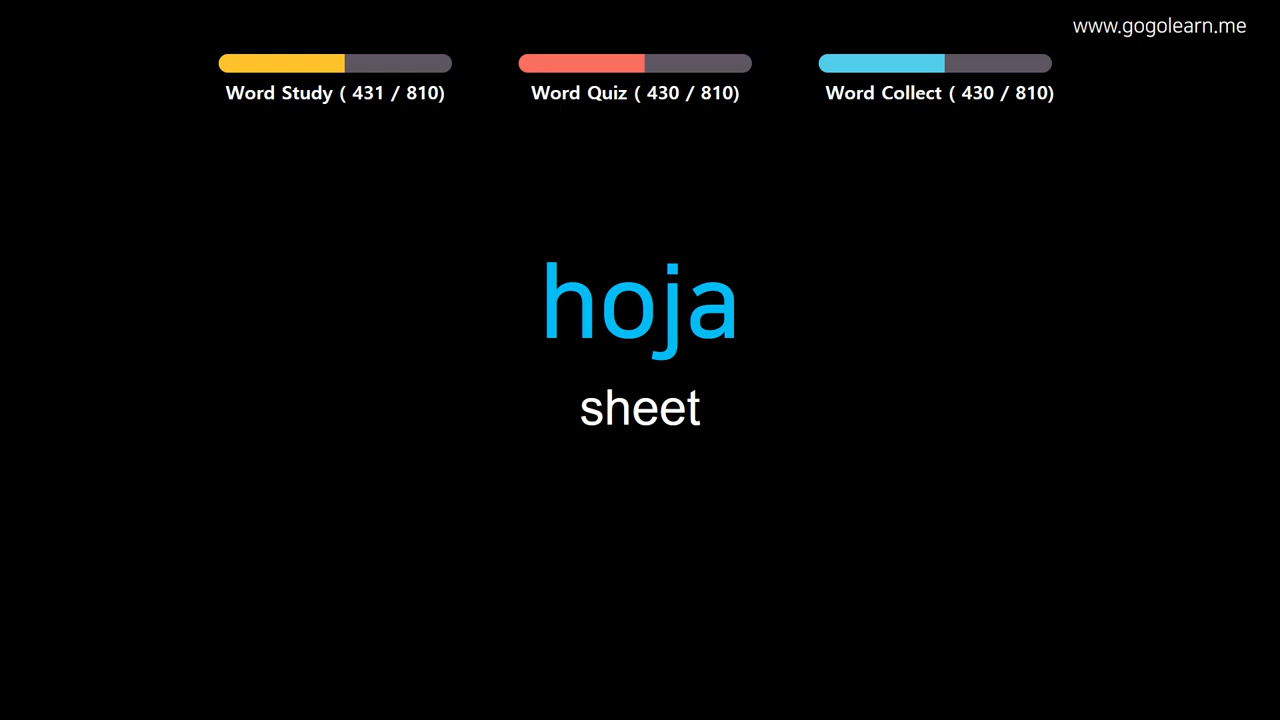 www.gogolearn.me
Word Study ( 431 / 810)
Word Quiz ( 430 / 810)
Word Collect ( 430 / 810)
hoja
sheet